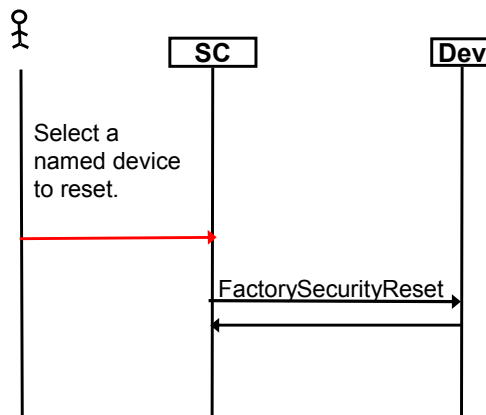 SC
Dev
Select a
named device
to reset.
FactorySecurityReset